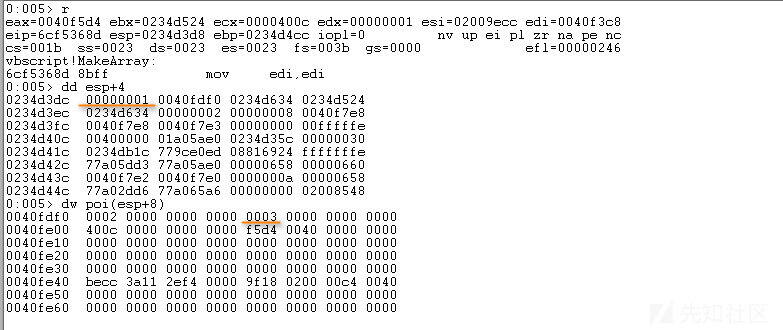 0:005> r
eax=0040f5d4 ebx=0234d524 ecx=0000400c edx=00000001 esi=02009ecc edi=0040f3c8
eip=6cf5368d esp=0234d3d8 ebp=0234d4cc iopl=0 nv up ei pl zr na pe nc
cs=001b ss=0023 ds=0023 es=0023 fs=003b gs=0000 efl=00000246
vbscript!MakeArray:
6cf5368d 8bff mov edi,edi
0:005> dd esp+4
0234d3dc 00000001 0040fdf0 0234d634 0234d524
0234d3ec 0234d634 00000002 00000008 0040f7e8
0234d3fc 0040f7e8 0040f7e3 00000000 00fffffe
0234d40c 00400000 01a05ae0 0234d35c 00000030
0234d41c 0234db1c 779ce0ed 08816924 fffffffe
0234d42c 77a05dd3 77a05ae0 00000658 00000660
0234d43c 0040f7e2 0040f7e0 0000000a 00000658
0234d44c 77a02dd6 77a065a6 00000000 02008548
0:005> dw poi(esp+8)
0040fdf0 0002 0000 0000 0000 0003 0000 0000 0000
0040fe00 400c 0000 0000 0000 f5d4 0040 0000 0000
0040fe10 0000 0000 0000 0000 0000 0000 0000 0000
0040fe20 0000 0000 0000 0000 0000 0000 0000 0000
0040fe30 0000 0000 0000 0000 0000 0000 0000 0000
0040fe40 becc 3a11 2ef4 0000 9f18 0200 00c4 0040
0040fe50 0000 0000 0000 0000 0000 0000 0000 0000
0040fe60 0000 0000 0000 0000 0000 0000 0000 0000
先知社区